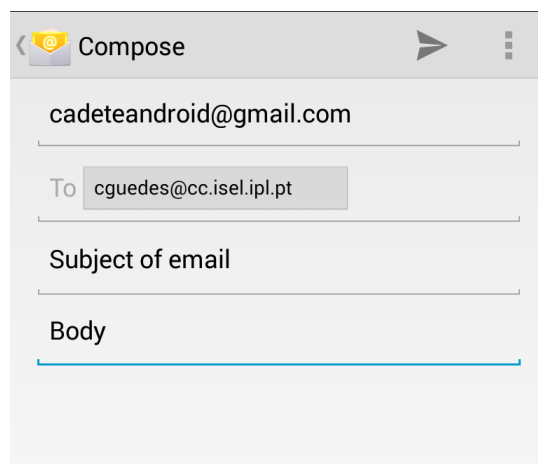 Compose
cadeteandroid@gmail.com
To cguedes@cc.isel.ipl.pt
Subject of email
Body